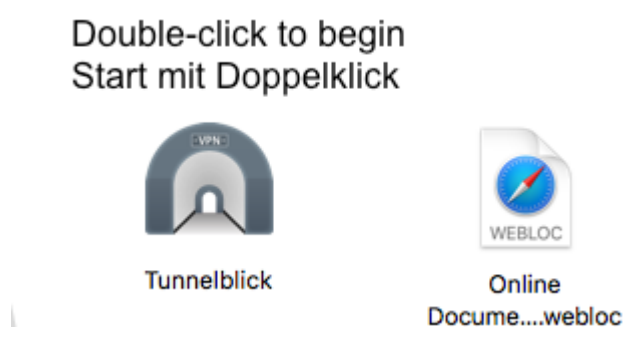 Double-click to begin
Start mit Doppelklick
VPN
WEBLOC
Tunnelblick
Online
Docume....webloc